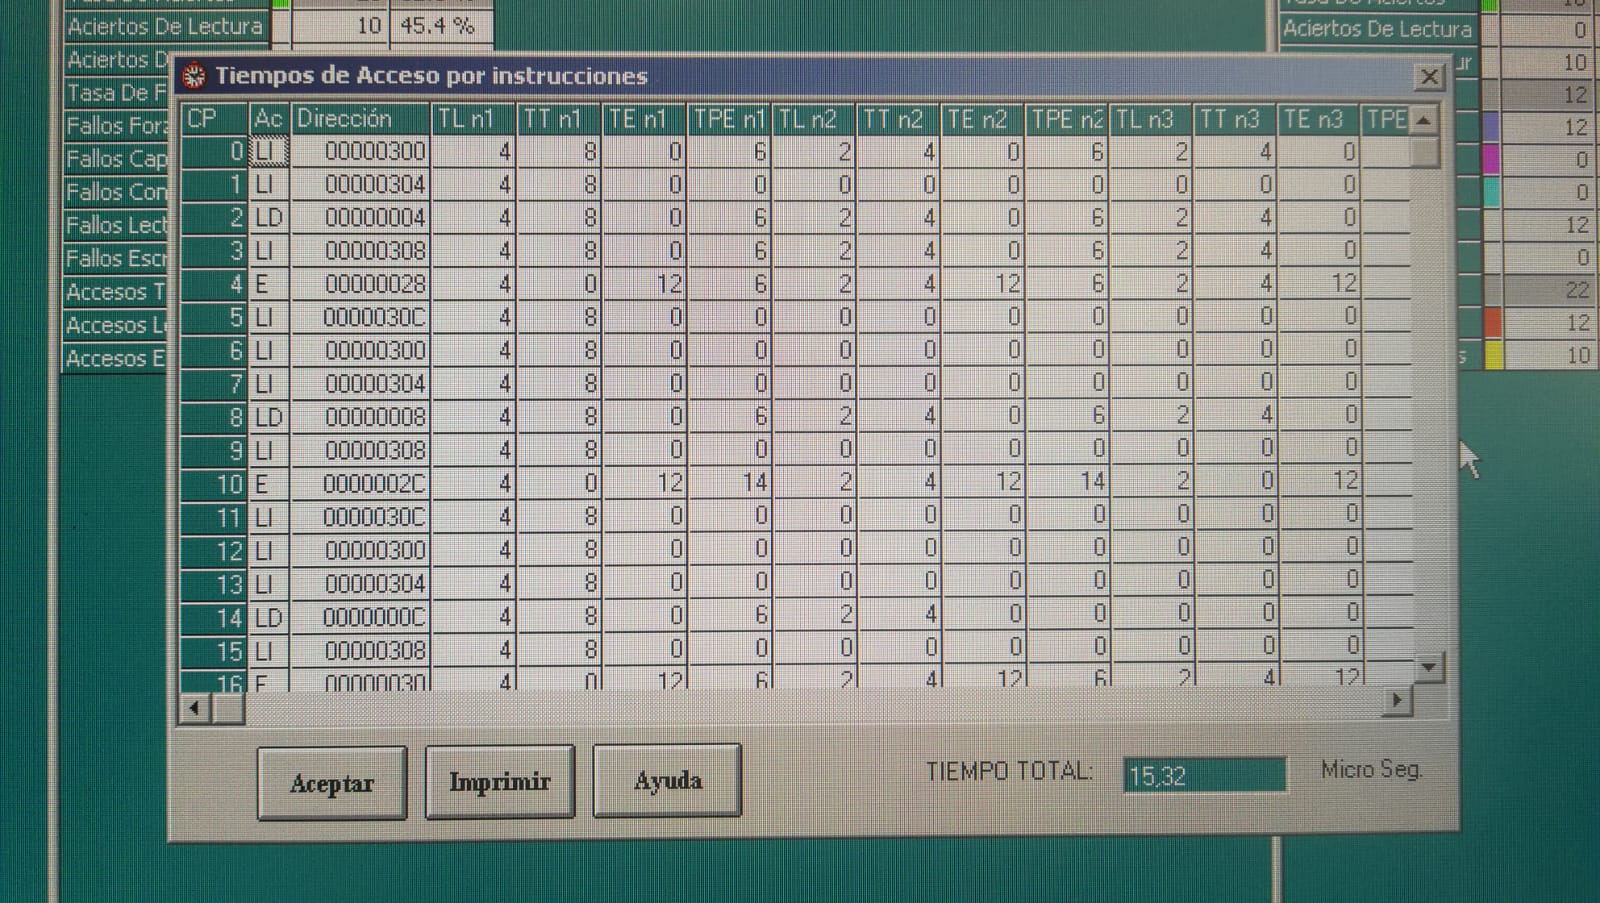 Aciertos De Lectura 10 45.4 %
Aciertos De Lectura 0
Aciertos D
10
Tasa De F
12
Fallos Fora
12
Fallos Cap
0
Fallos Con
0
Fallos Lect
12
Fallos Escr
0
Accesos T
22
Accesos L
12
Accesos E
s 10
Tiempos de Acceso por instrucciones
CP Ac Dirección TL n1 TT n1 TE n1 TPE n1 TL n2 TT n2 TE n2 TPE n2 TL n3 TT n3 TE n3 TPE
0 LI 00000300 4 8 0 6 2 4 0 6 2 4 0
1 LI 00000304 4 8 0 0 0 0 0 0 0 0 0
2 LD 00000004 4 8 0 6 2 4 0 6 2 4 0
3 LI 00000308 4 8 0 6 2 4 0 6 2 4 0
4 E 00000028 4 0 12 6 2 4 12 6 2 4 12
5 LI 0000030C 4 8 0 0 0 0 0 0 0 0 0
6 LI 00000300 4 8 0 0 0 0 0 0 0 0 0
7 LI 00000304 4 8 0 0 0 0 0 0 0 0 0
8 LD 00000008 4 8 0 6 2 4 0 6 2 4 0
9 LI 00000308 4 8 0 0 0 0 0 0 0 0 0
10 E 0000002C 4 0 12 14 2 4 12 14 2 0 12
11 LI 0000030C 4 8 0 0 0 0 0 0 0 0 0
12 LI 00000300 4 8 0 0 0 0 0 0 0 0 0
13 LI 00000304 4 8 0 0 0 0 0 0 0 0 0
14 LD 0000000C 4 8 0 6 2 4 0 0 0 0 0
15 LI 00000308 4 8 0 0 0 0 0 0 0 0 0
16 E 00000030 4 0 12 6 2 4 12 6 2 4 12
Aceptar Imprimir Ayuda TIEMPO TOTAL: 15,32 Micro Seg.